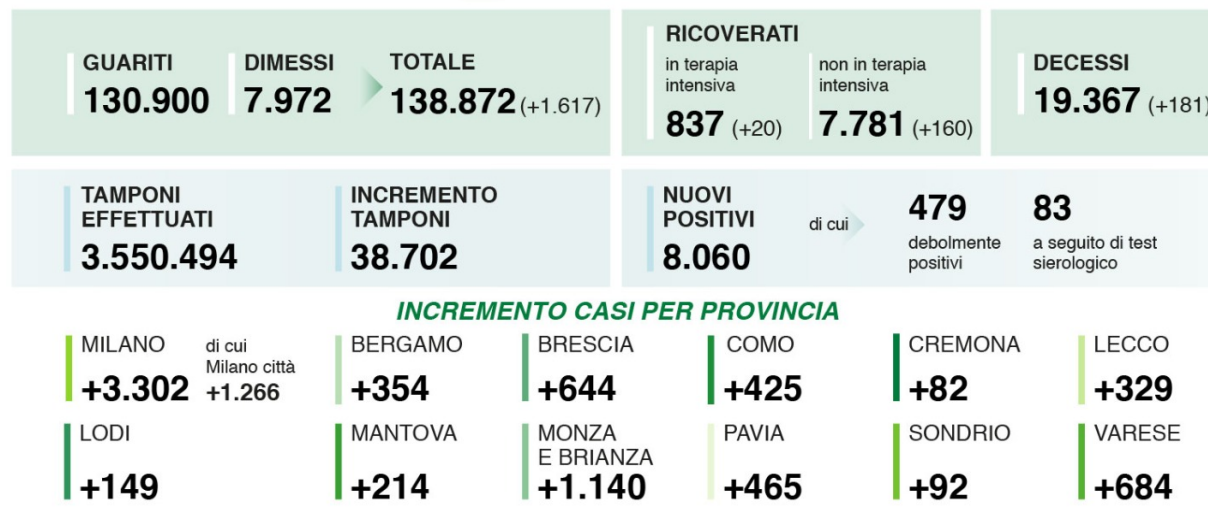 GUARITI
130.900
DIMESSI
7.972
TOTALE
138.872 (+1.617)
RICOVERATI
in terapia
intensiva
837 (+20)
non in terapia
intensiva
7.781 (+160)
DECESSI
19.367 (+181)
TAMPONI
EFFETTUATI
3.550.494
INCREMENTO
TAMPONI
38.702
NUOVI
POSITIVI
8.060
di cui
479
debolmente
positivi
83
a seguito di test
sierologico
INCREMENTO CASI PER PROVINCIA
MILANO
+3.302
di cui
Milano città
+1.266
BERGAMO
+354
BRESCIA
+644
COMO
+425
CREMONA
+82
LECCO
+329
LODI
+149
MANTOVA
+214
MONZA
E BRIANZA
+1.140
PAVIA
+465
SONDRIO
+92
VARESE
+684